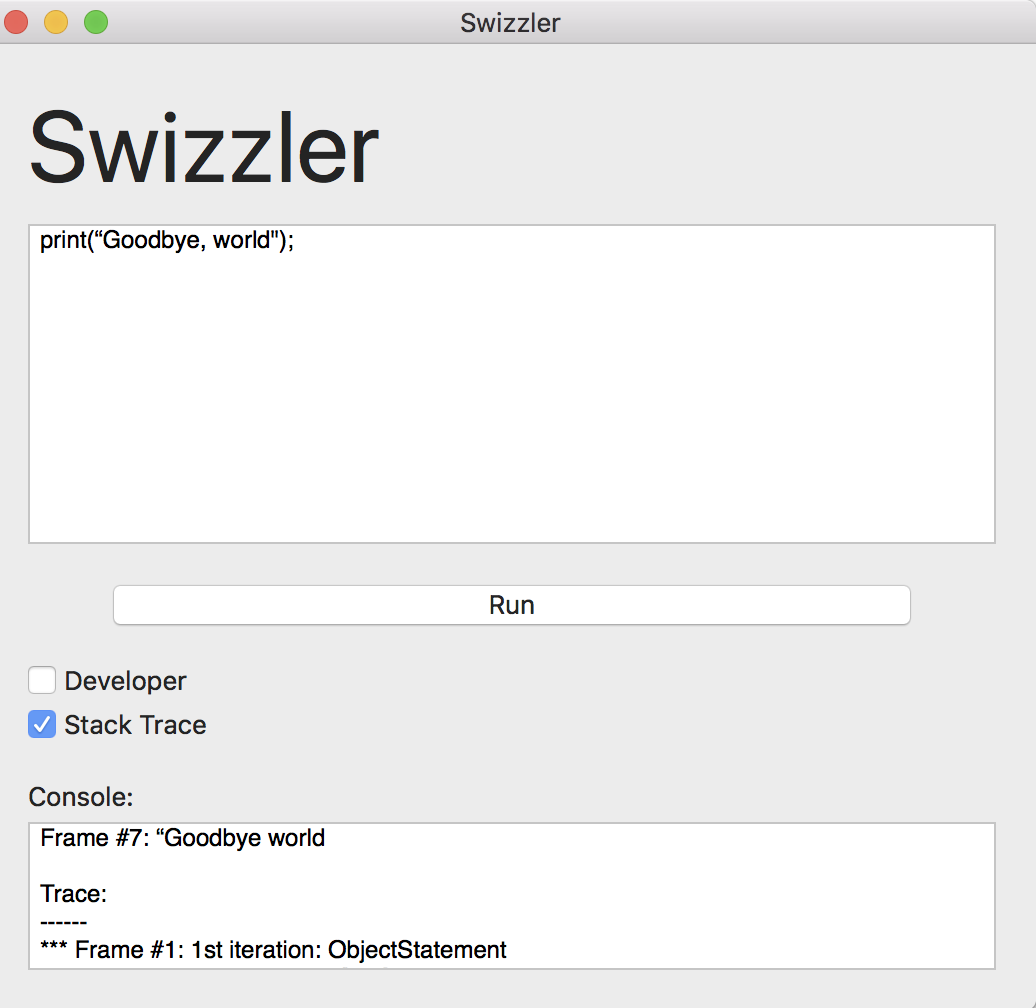 Swizzler
Swizzler
print(“Goodbye, world");
Run
Developer
Stack Trace
Console:
Frame #7: “Goodbye world
Trace:
------
*** Frame #1: 1st iteration: ObjectStatement